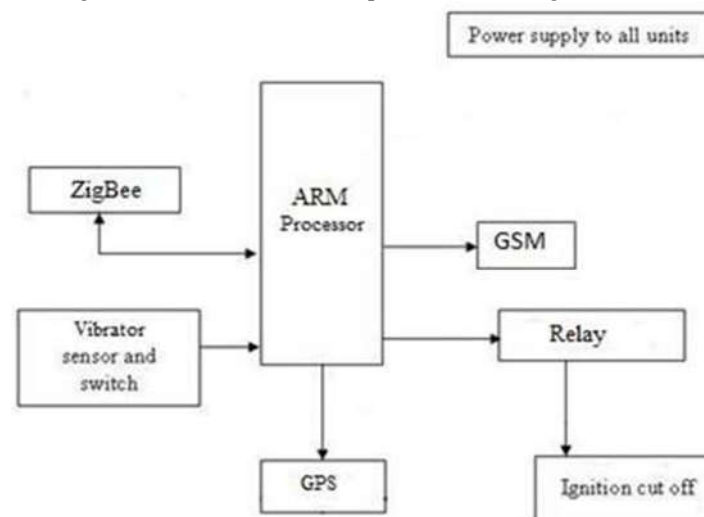 Power supply to all units
ZigBee
ARM
Processor
GSM
Vibrator
sensor and
switch
Relay
GPS
Ignition cut off